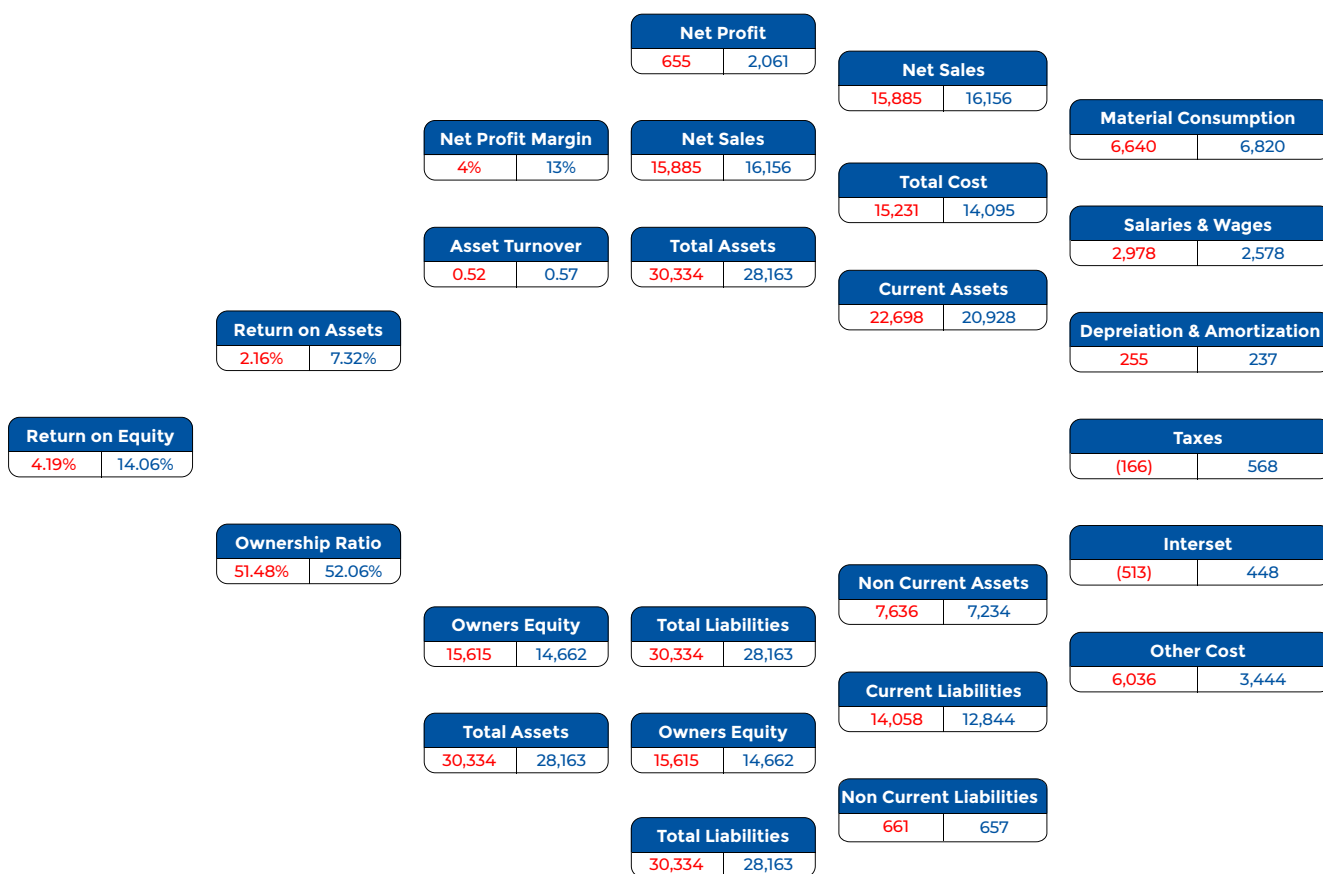 Net Profit
655 2,061
Net Sales
15,885 16,156
Material Consumption
6,640 6,820
Net Profit Margin
4% 13%
Net Sales
15,885 16,156
Total Cost
15,231 14,095
Salaries & Wages
2,978 2,578
Asset Turnover
0.52 0.57
Total Assets
30,334 28,163
Current Assets
22,698 20,928
Return on Assets
2.16% 7.32%
Depreiation & Amortization
255 237
Return on Equity
4.19% 14.06%
Taxes
(166) 568
Ownership Ratio
51.48% 52.06%
Interset
(513) 448
Non Current Assets
7,636 7,234
Owners Equity
15,615 14,662
Total Liabilities
30,334 28,163
Other Cost
6,036 3,444
Current Liabilities
14,058 12,844
Total Assets
30,334 28,163
Owners Equity
15,615 14,662
Non Current Liabilities
661 657
Total Liabilities
30,334 28,163